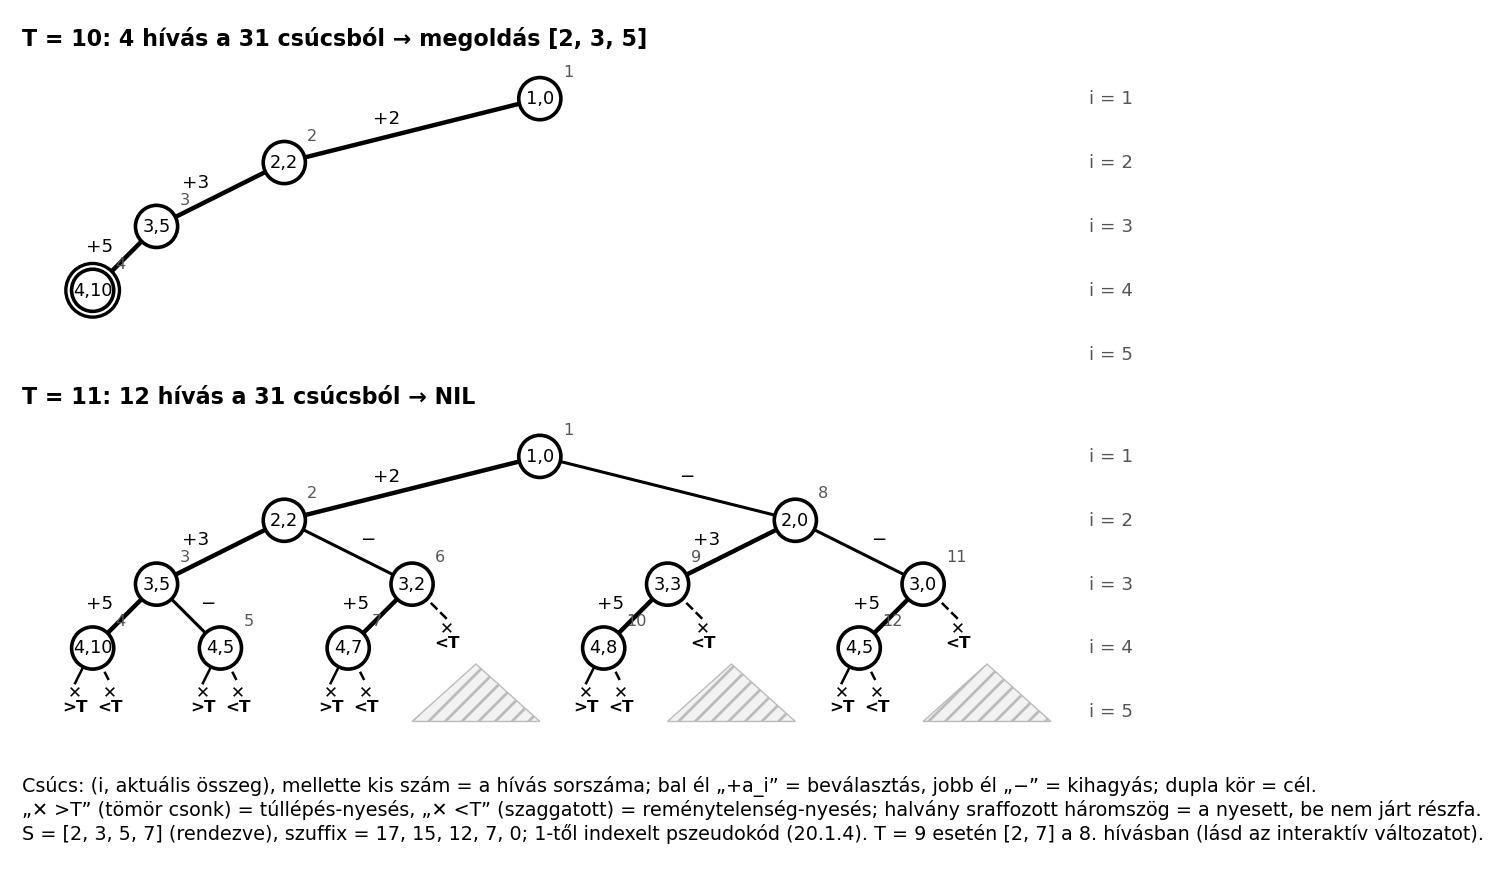 T = 10: 4 hívás a 31 csúcsból → megoldás [2, 3, 5]
1
1,0
i = 1
+2
2
2,2
i = 2
+3
3
3,5
i = 3
+5
4
4,10
i = 4
i = 5
T = 11: 12 hívás a 31 csúcsból → NIL
1
1,0
i = 1
+2
−
2
8
2,2
2,0
i = 2
+3
−
+3
−
3
6
9
11
3,5
3,2
3,3
3,0
i = 3
+5
−
+5
+5
+5
4
5
7
10
12
× × ×
<T <T <T
4,10
4,5
4,7
4,8
4,5
i = 4
× × × × × × × × × ×
>T <T >T <T >T <T >T <T >T <T
i = 5
Csúcs: (i, aktuális összeg), mellette kis szám = a hívás sorszáma; bal él „+a_i” = beválasztás, jobb él „−” = kihagyás; dupla kör = cél.
„× >T” (tömör csonk) = túllépés-nyesés, „× <T” (szaggatott) = reménytelenség-nyesés; halvány sraffozott háromszög = a nyesett, be nem járt részfa.
S = [2, 3, 5, 7] (rendezve), szuffix = 17, 15, 12, 7, 0; 1-től indexelt pszeudokód (20.1.4). T = 9 esetén [2, 7] a 8. hívásban (lásd az interaktív változatot).